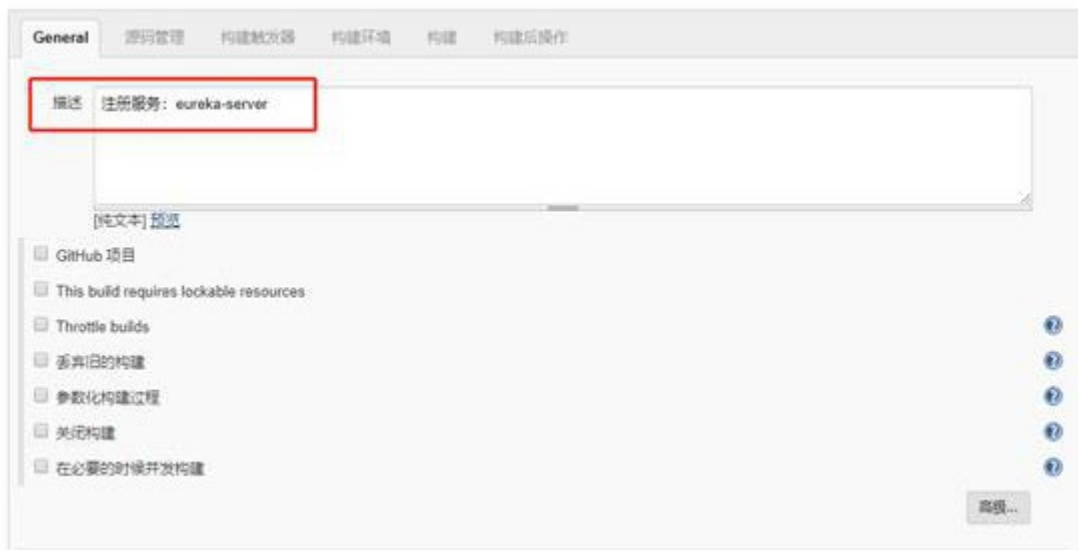 General 源码管理 构建触发器 构建环境 构建 构建后操作
描述 注册服务：eureka-server
[纯文本] 预览
GitHub 项目
This build requires lockable resources
Throttle builds
丢弃旧的构建
参数化构建过程
关闭构建
在必要的时候并发构建
高级...